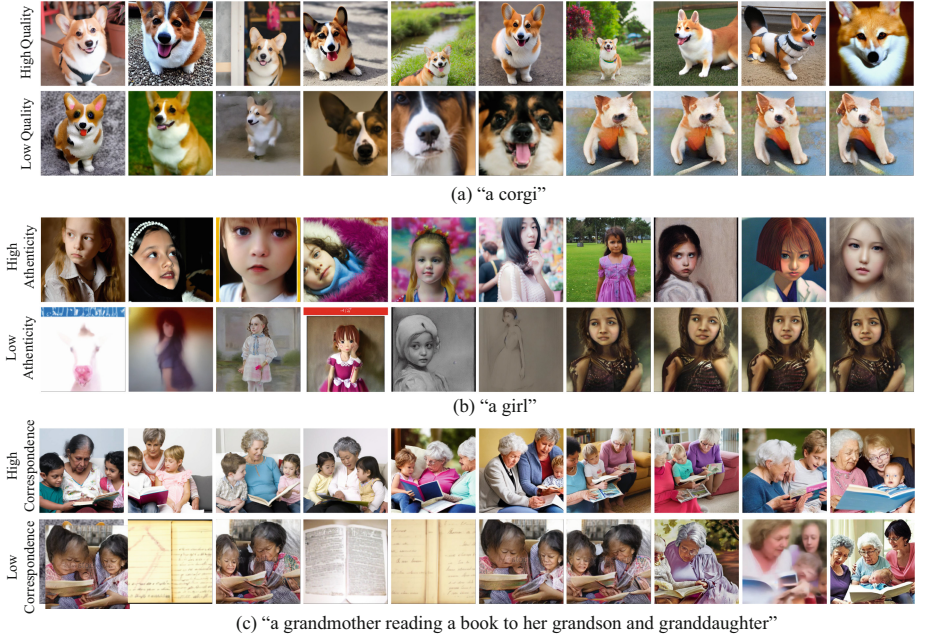 High Quality
Low Quality
(a) “a corgi”
High
Athenticity
Low
Athenticity
(b) “a girl”
High
Correspondence
Low
Correspondence
(c) “a grandmother reading a book to her grandson and granddaughter”